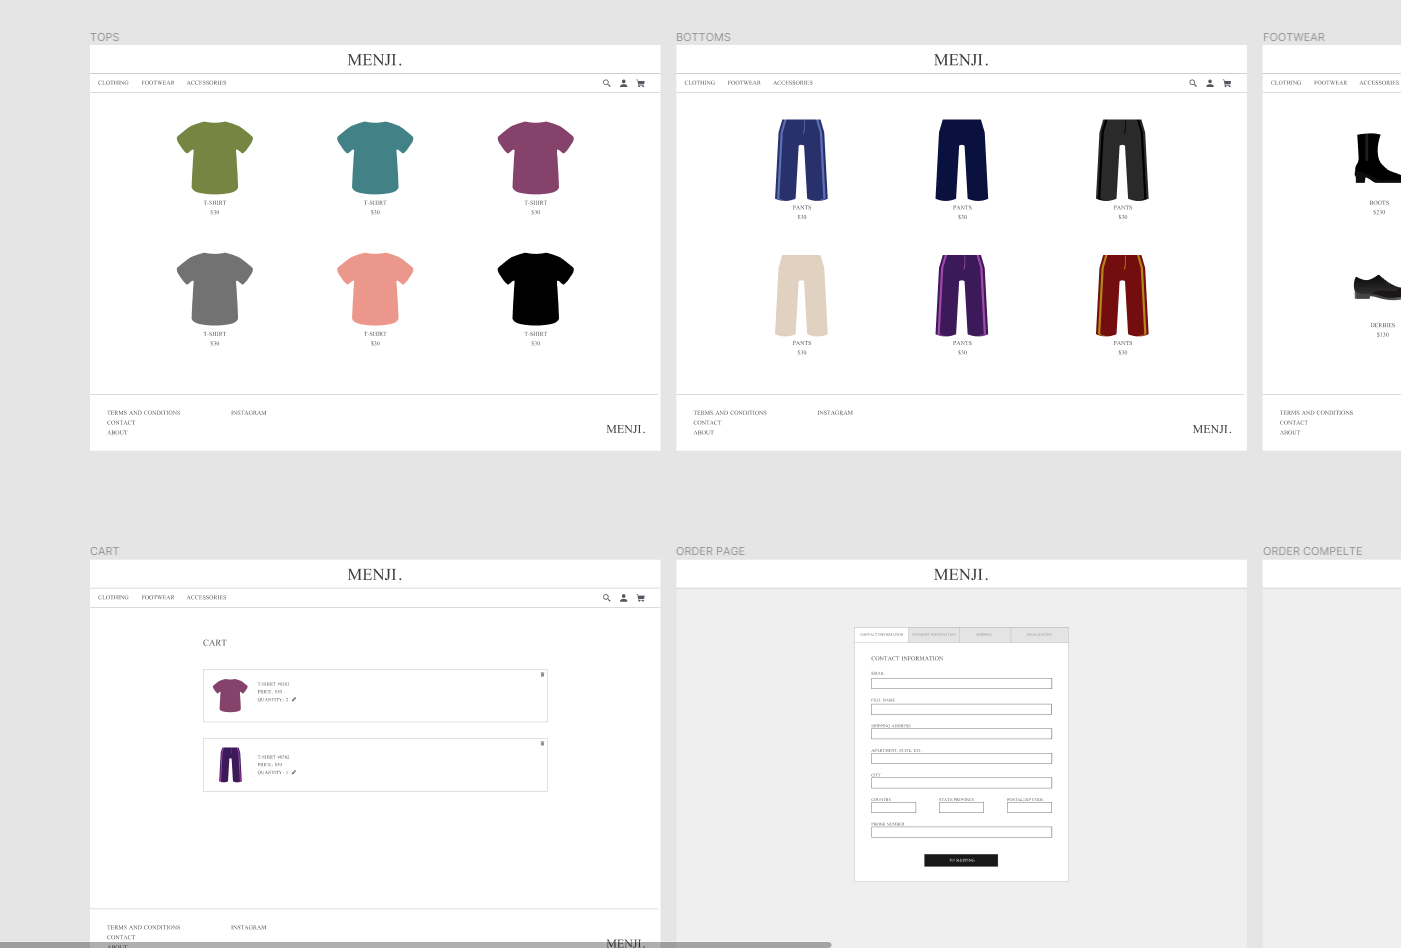 TOPS
MENJI.
CLOTHING FOOTWEAR ACCESSORIES
T-SHIRT T-SHIRT T-SHIRT
$30 $30 $30
T-SHIRT T-SHIRT T-SHIRT
$30 $30 $30
TERMS AND CONDITIONS INSTAGRAM
CONTACT
ABOUT
MENJI.
BOTTOMS
MENJI.
CLOTHING FOOTWEAR ACCESSORIES
PANTS PANTS PANTS
$30 $30 $30
PANTS PANTS PANTS
$30 $30 $30
TERMS AND CONDITIONS INSTAGRAM
CONTACT
ABOUT
MENJI.
FOOTWEAR
CLOTHING FOOTWEAR ACCESSORIES
BOOTS
$230
DERBIES
$130
TERMS AND CONDITIONS
CONTACT
ABOUT
CART
MENJI.
CLOTHING FOOTWEAR ACCESSORIES
CART
T-SHIRT
PRICE: $30
QUANTITY: 2
T-SHIRT
PRICE: $30
QUANTITY: 1
TERMS AND CONDITIONS INSTAGRAM
CONTACT
ABOUT
MENJI.
ORDER PAGE
MENJI.
CONTACT INFORMATION SHIPPING
CONTACT INFORMATION
EMAIL
FULL NAME
SHIPPING ADDRESS
APARTMENT, SUITE, ETC.
CITY
COUNTRY STATE/PROVINCE POSTAL/ZIP CODE
PHONE NUMBER
TO SHIPPING
ORDER COMPELTE